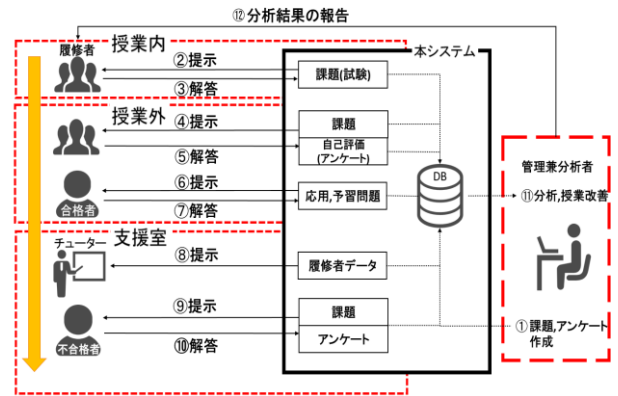 ⑫分析結果の報告
授業内
履修者
②提示
③解答
本システム
課題(試験)
授業外
④提示
⑤解答
課題
自己評価
(アンケート)
⑥提示
⑦解答
合格者
応用,予習問題
DB
管理兼分析者
⑪分析,授業改善
支援室
チューター
⑧提示
履修者データ
⑨提示
⑩解答
不合格者
課題
アンケート
①課題,アンケート
作成